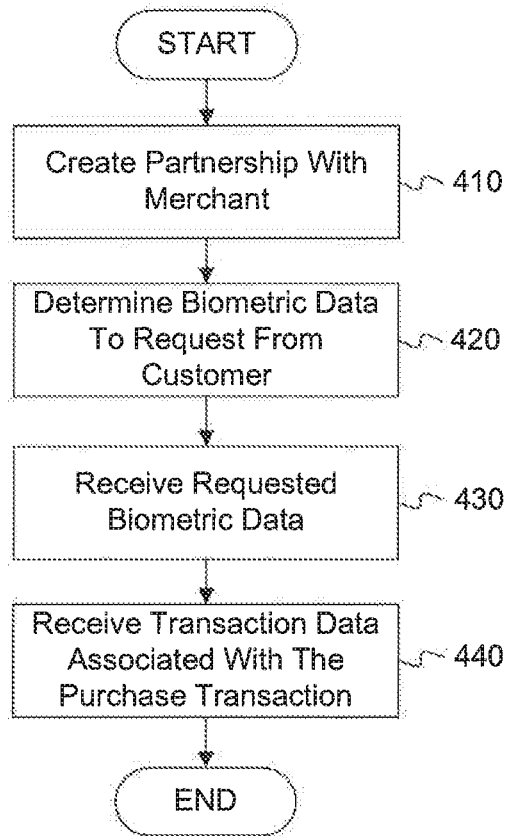 START
Create Partnership With
Merchant
410
Determine Biometric Data
To Request From
Customer
420
Receive Requested
Biometric Data
430
Receive Transaction Data
Associated With The
Purchase Transaction
440
END